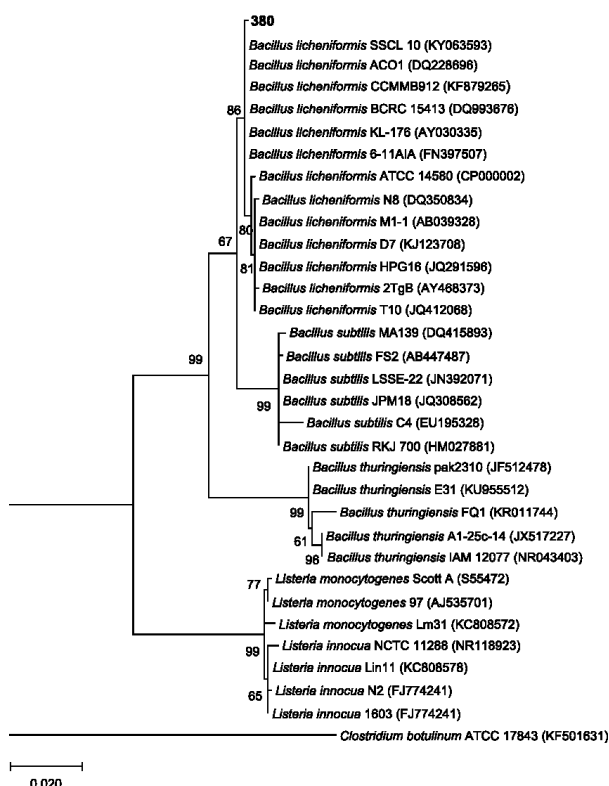 380
Bacillus licheniformis SSCL 10 (KY063593)
Bacillus licheniformis ACO1 (DQ228696)
Bacillus licheniformis CCMMB912 (KF879265)
86
Bacillus licheniformis BCRC 15413 (DQ993676)
Bacillus licheniformis KL-176 (AY030335)
Bacillus licheniformis 6-11AIA (FN397507)
Bacillus licheniformis ATCC 14580 (CP000002)
Bacillus licheniformis N8 (DQ350834)
Bacillus licheniformis M1-1 (AB039328)
80
67
Bacillus licheniformis D7 (KJ123708)
81
Bacillus licheniformis HPG16 (JQ291596)
Bacillus licheniformis 2TgB (AY468373)
Bacillus licheniformis T10 (JQ412068)
Bacillus subtilis MA139 (DQ415893)
99
Bacillus subtilis FS2 (AB447487)
Bacillus subtilis LSSE-22 (JN392071)
99
Bacillus subtilis JPM18 (JQ308562)
Bacillus subtilis C4 (EU195328)
Bacillus subtilis RKJ 700 (HM027881)
Bacillus thuringiensis pak2310 (JF512478)
Bacillus thuringiensis E31 (KU955512)
99
Bacillus thuringiensis FQ1 (KR011744)
61
Bacillus thuringiensis A1-25c-14 (JX517227)
96
Bacillus thuringiensis IAM 12077 (NR043403)
77
Listeria monocytogenes Scott A (S55472)
Listeria monocytogenes 97 (AJ535701)
Listeria monocytogenes Lm31 (KC808572)
99
Listeria innocua NCTC 11288 (NR118923)
Listeria innocua Lin11 (KC808578)
65
Listeria innocua N2 (FJ774241)
Listeria innocua 1603 (FJ774241)
Clostridium botulinum ATCC 17843 (KF501631)
0.020